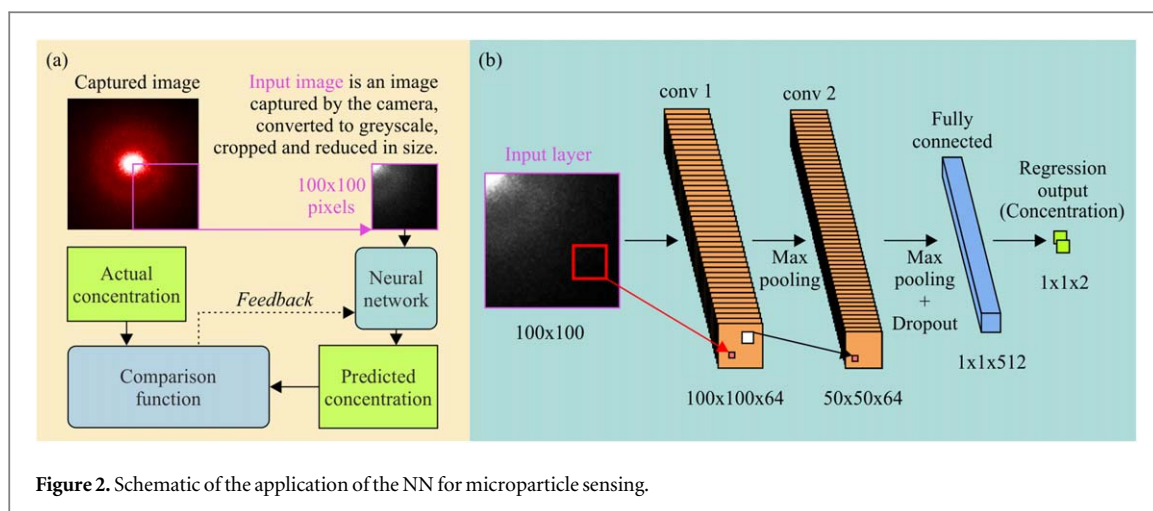 (a)
Captured image
Input image is an image
captured by the camera,
converted to greyscale,
cropped and reduced in size.
100x100
pixels
Actual
concentration
Feedback
Neural
network
Comparison
function
Predicted
concentration
(b)
conv 1
conv 2
Fully
connected
Input layer
Regression
output
(Concentration)
Max
pooling
Max
pooling
+
Dropout
1x1x2
100x100
1x1x512
100x100x64
50x50x64
Figure 2. Schematic of the application of the NN for microparticle sensing.